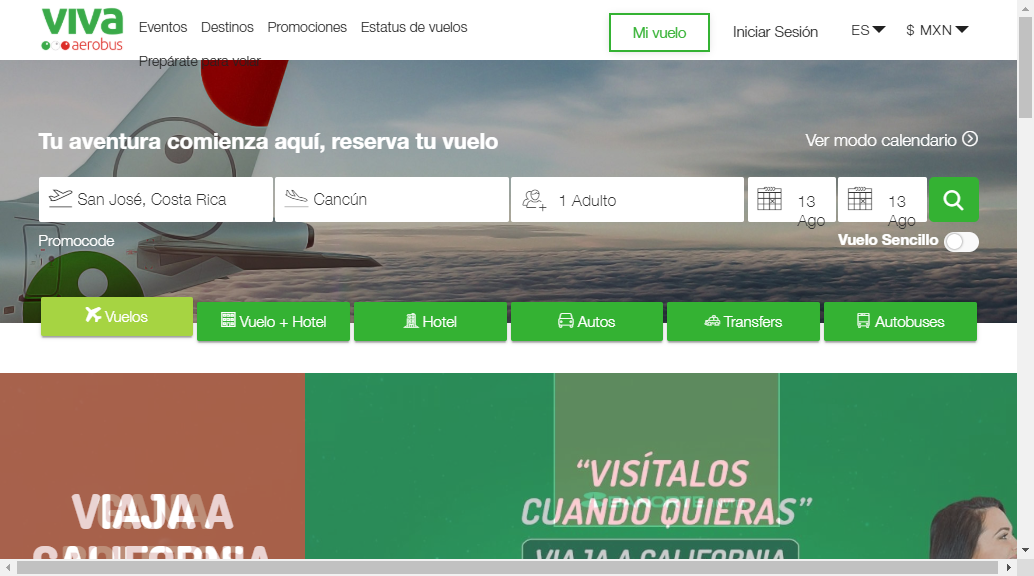 viva
aerobus
Eventos Destinos Promociones Estatus de vuelos
Prepárate para volar
Mi vuelo Iniciar Sesión ES $ MXN
Tu aventura comienza aquí, reserva tu vuelo
Ver modo calendario
San José, Costa Rica Cancún 1 Adulto 13 Ago 13 Ago
Promocode
Vuelo Sencillo
Vuelos Vuelo + Hotel Hotel Autos Transfers Autobuses
VIAJA A
CALIFORNIA
“VISÍTALOS
CUANDO QUIERAS”
VIAJA A CALIFORNIA